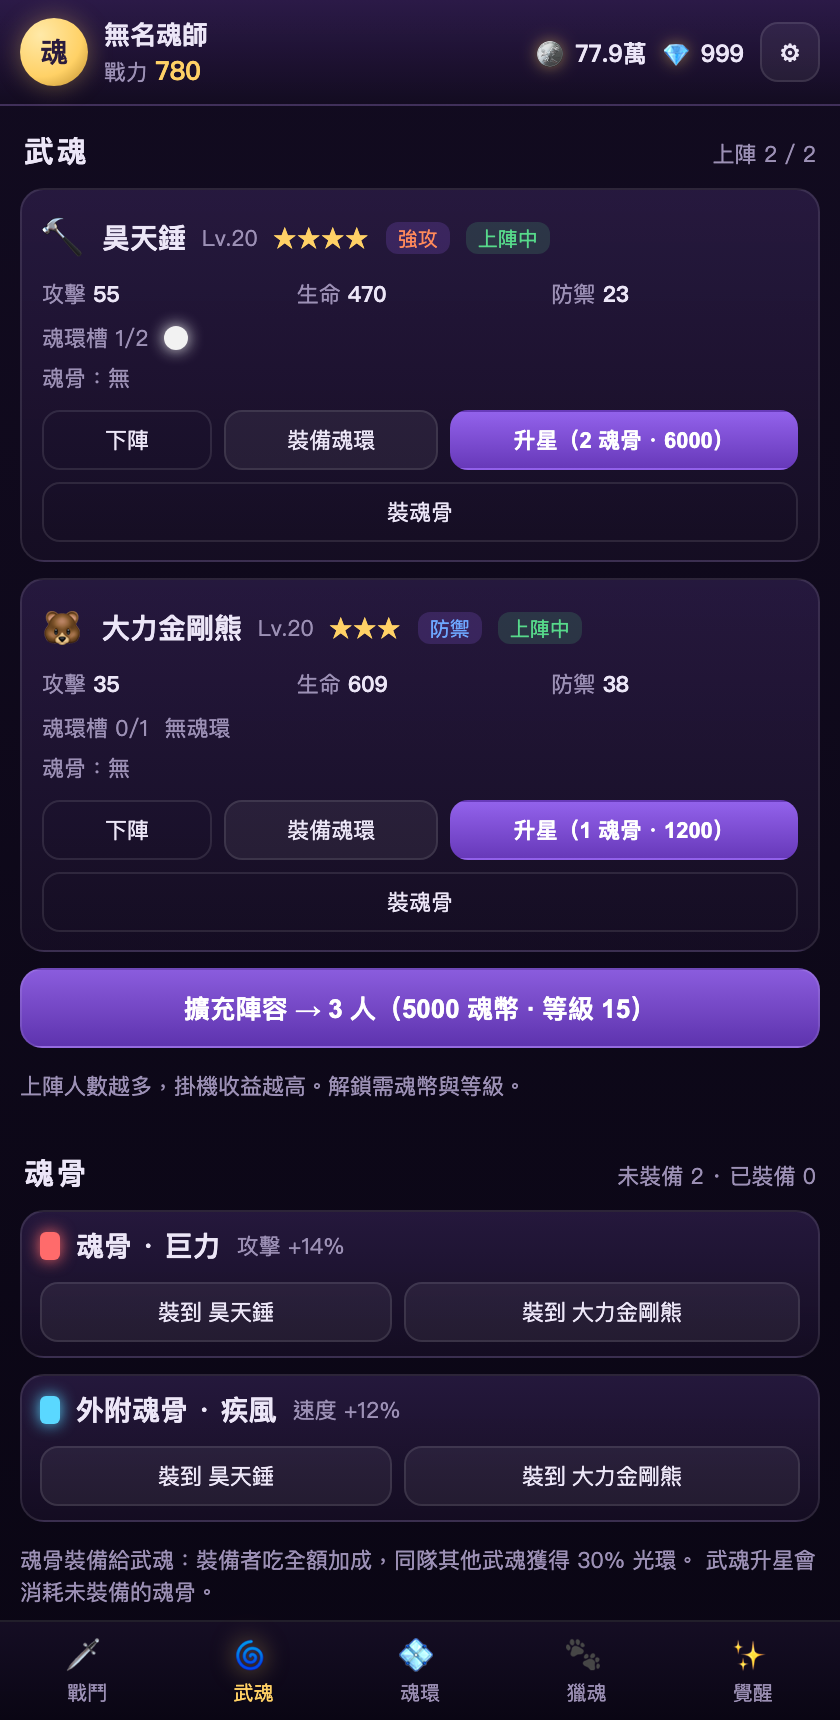 魂
無名魂師
戰力 780
77.9萬
999
武魂
上陣 2 / 2
昊天錘 Lv.20 ★★★★ 強攻 上陣中
攻擊 55 生命 470 防禦 23
魂環槽 1/2
魂骨：無
下陣 裝備魂環 升星（2 魂骨 · 6000）
裝魂骨
大力金剛熊 Lv.20 ★★★ 防禦 上陣中
攻擊 35 生命 609 防禦 38
魂環槽 0/1 無魂環
魂骨：無
下陣 裝備魂環 升星（1 魂骨 · 1200）
裝魂骨
擴充陣容 → 3 人（5000 魂幣 · 等級 15）
上陣人數越多，掛機收益越高。解鎖需魂幣與等級。
魂骨
未裝備 2 · 已裝備 0
魂骨 · 巨力 攻擊 +14%
裝到 昊天錘 裝到 大力金剛熊
外附魂骨 · 疾風 速度 +12%
裝到 昊天錘 裝到 大力金剛熊
魂骨裝備給武魂：裝備者吃全額加成，同隊其他武魂獲得 30% 光環。 武魂升星會
消耗未裝備的魂骨。
戰鬥 武魂 魂環 獵魂 覺醒